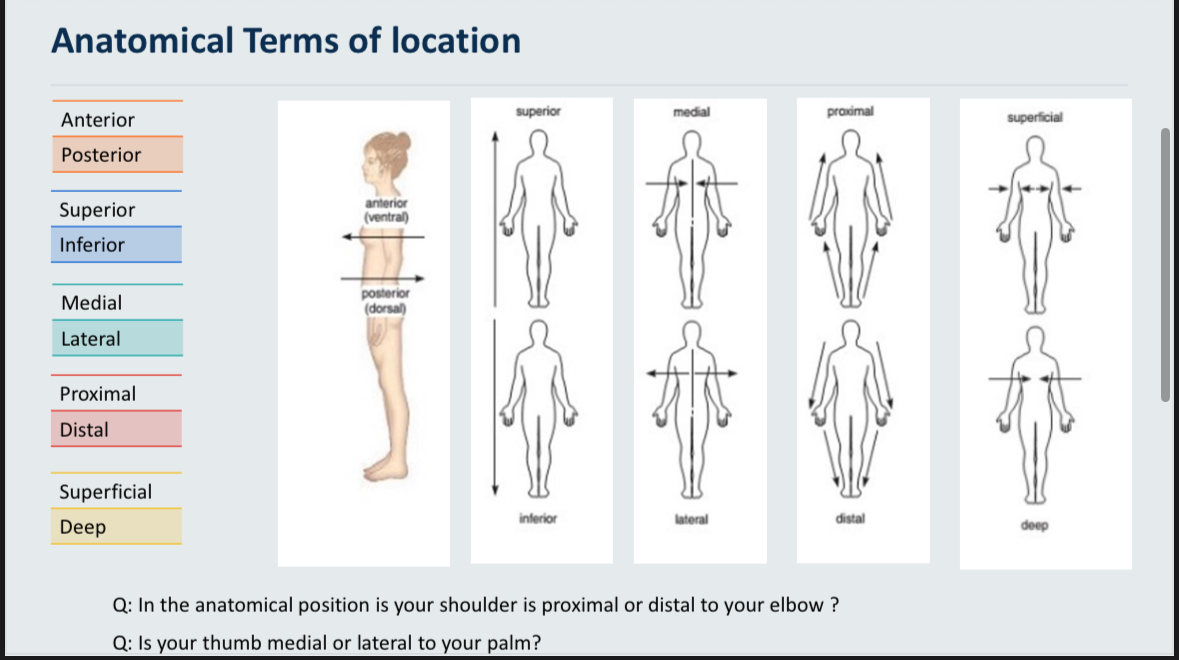 Anatomical Terms of location
Anterior
Posterior
Superior
Inferior
Medial
Lateral
Proximal
Distal
Superficial
Deep
anterior
(ventral)
posterior
(dorsal)
superior
inferior
medial
lateral
proximal
distal
superficial
deep
Q: In the anatomical position is your shoulder is proximal or distal to your elbow ?
Q: Is your thumb medial or lateral to your palm?